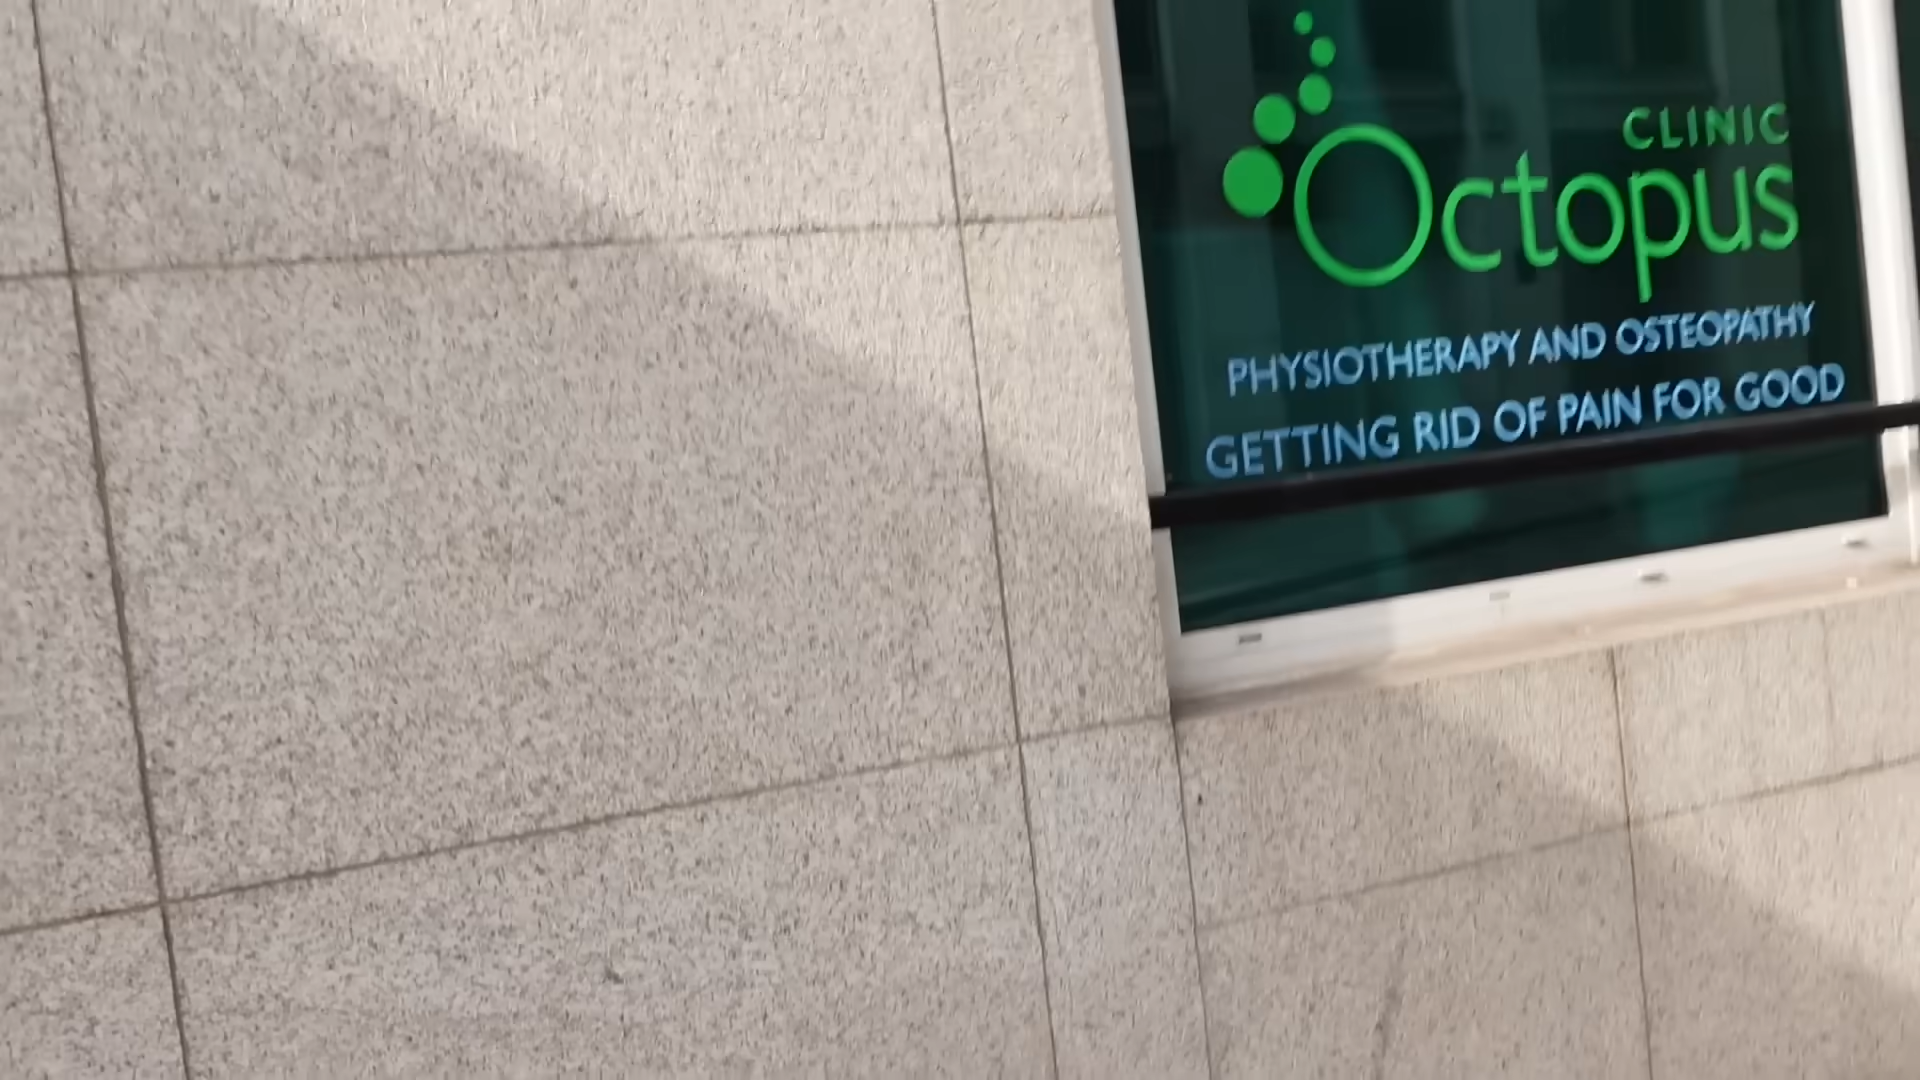 CLINIC
Octopus
PHYSIOTHERAPY AND OSTEOPATHY
GETTING RID OF PAIN FOR GOOD